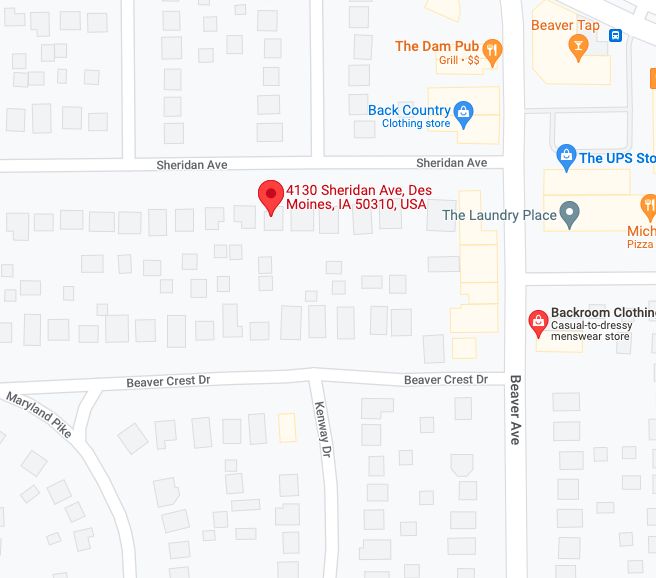 Beaver Tap
The Dam Pub
Grill • $$
Back Country
Clothing store
The UPS Sto
Sheridan Ave
Sheridan Ave
4130 Sheridan Ave, Des
Moines, IA 50310, USA
The Laundry Place
Mich
Pizza
Backroom Clothing
Casual-to-dressy
menswear store
Beaver Crest Dr
Beaver Crest Dr
Maryland Pike
Kenway Dr
Beaver Ave